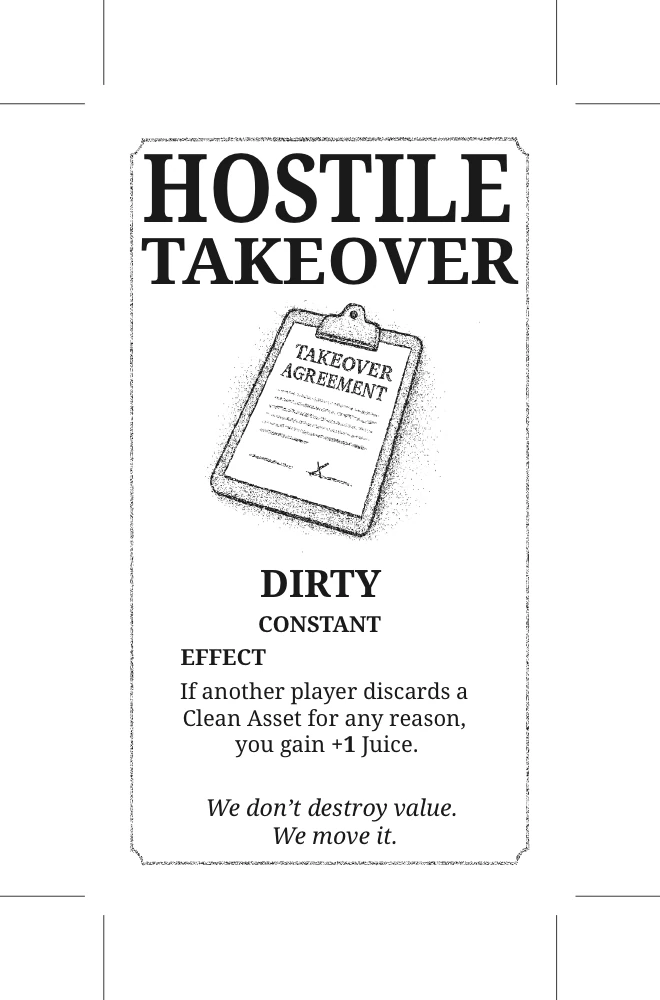 HOSTILE
TAKEOVER
TAKEOVER
AGREEMENT
X
DIRTY
CONSTANT
EFFECT
If another player discards a
Clean Asset for any reason,
you gain +1 Juice.
We don’t destroy value.
We move it.